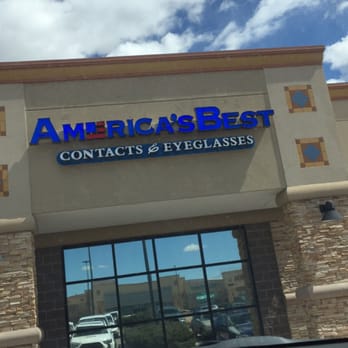 AMERICA'S BEST
CONTACTS & EYEGLASSES